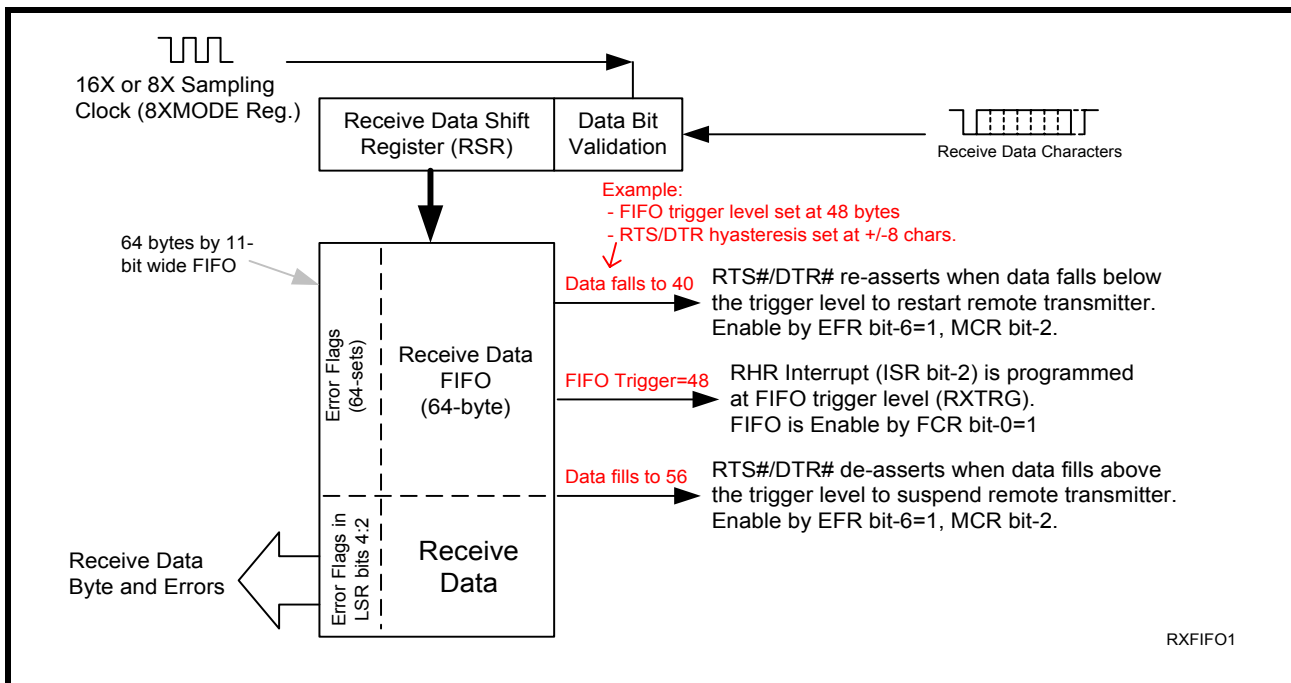 16X or 8X Sampling
Clock (8XMODE Reg.)
Receive Data Shift
Register (RSR)
Data Bit
Validation
Receive Data Characters
Example:
- FIFO trigger level set at 48 bytes
- RTS/DTR hyasteresis set at +/-8 chars.
64 bytes by 11-
bit wide FIFO
Data falls to 40
RTS#/DTR# re-asserts when data falls below
the trigger level to restart remote transmitter.
Enable by EFR bit-6=1, MCR bit-2.
Error Flags
(64-sets)
Receive Data
FIFO
(64-byte)
FIFO Trigger=48
RHR Interrupt (ISR bit-2) is programmed
at FIFO trigger level (RXTRG).
FIFO is Enable by FCR bit-0=1
Data fills to 56
RTS#/DTR# de-asserts when data fills above
the trigger level to suspend remote transmitter.
Enable by EFR bit-6=1, MCR bit-2.
Receive Data
Byte and Errors
Error Flags in
LSR bits 4:2
Receive
Data
RXFIFO1